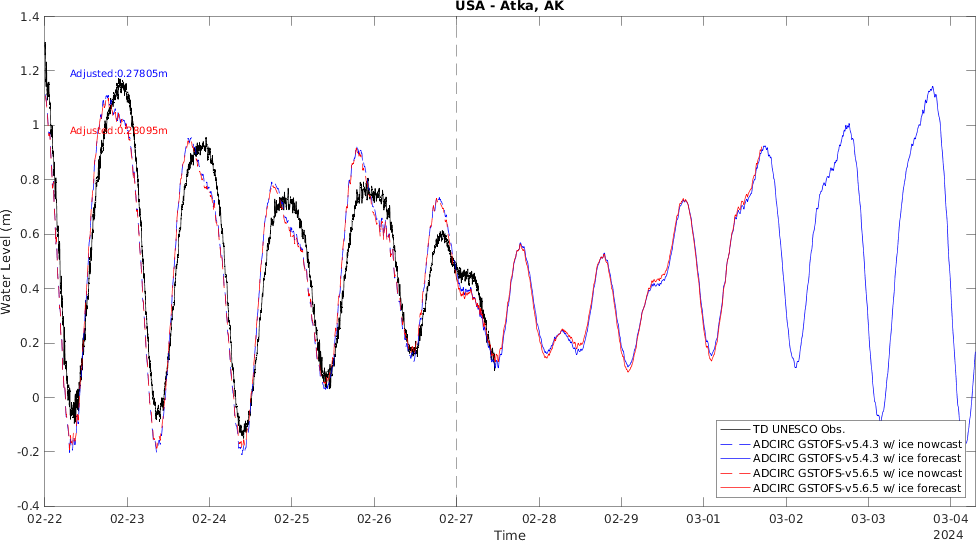 USA - Atka, AK
1.4
1.2
1
0.8
0.6
0.4
0.2
0
-0.2
-0.4
Water Level (m)
Adjusted:0.27805m
Adjusted:0.28095m
TD UNESCO Obs.
ADCIRC GSTOFS-v5.4.3 w/ ice nowcast
ADCIRC GSTOFS-v5.4.3 w/ ice forecast
ADCIRC GSTOFS-v5.6.5 w/ ice nowcast
ADCIRC GSTOFS-v5.6.5 w/ ice forecast
02-22 02-23 02-24 02-25 02-26 02-27 02-28 02-29 03-01 03-02 03-03 03-04
Time 2024